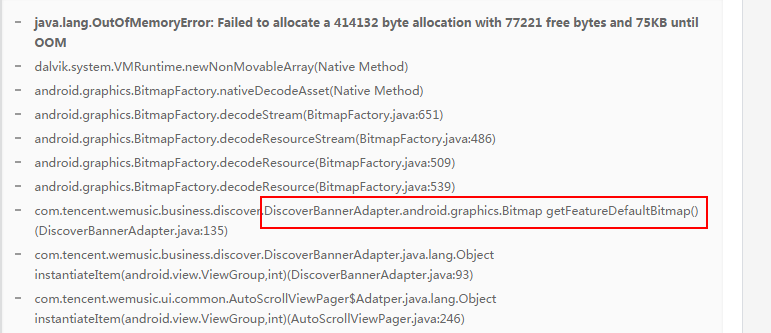 – java.lang.OutOfMemoryError: Failed to allocate a 414132 byte allocation with 77221 free bytes and 75KB until
OOM
– dalvik.system.VMRuntime.newNonMovableArray(Native Method)
– android.graphics.BitmapFactory.nativeDecodeAsset(Native Method)
– android.graphics.BitmapFactory.decodeStream(BitmapFactory.java:651)
– android.graphics.BitmapFactory.decodeResourceStream(BitmapFactory.java:486)
– android.graphics.BitmapFactory.decodeResource(BitmapFactory.java:509)
– android.graphics.BitmapFactory.decodeResource(BitmapFactory.java:539)
– com.tencent.wemusic.business.discover.DiscoverBannerAdapter.android.graphics.Bitmap getFeatureDefaultBitmap()
(DiscoverBannerAdapter.java:135)
– com.tencent.wemusic.business.discover.DiscoverBannerAdapter.java.lang.Object
instantiateItem(android.view.ViewGroup,int)(DiscoverBannerAdapter.java:93)
– com.tencent.wemusic.ui.common.AutoScrollViewPager$Adatper.java.lang.Object
instantiateItem(android.view.ViewGroup,int)(AutoScrollViewPager.java:246)